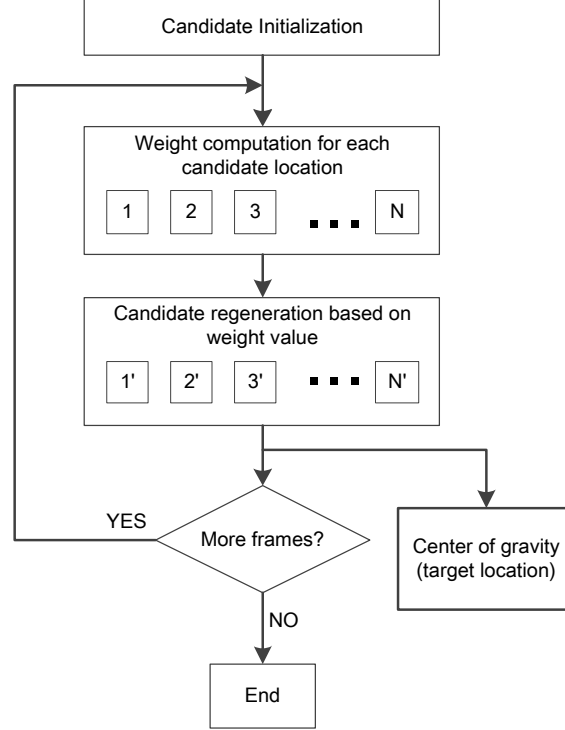 Candidate Initialization
Weight computation for each
candidate location
1 2 3 ... N
Candidate regeneration based on
weight value
1' 2' 3' ... N'
YES
More frames?
Center of gravity
(target location)
NO
End